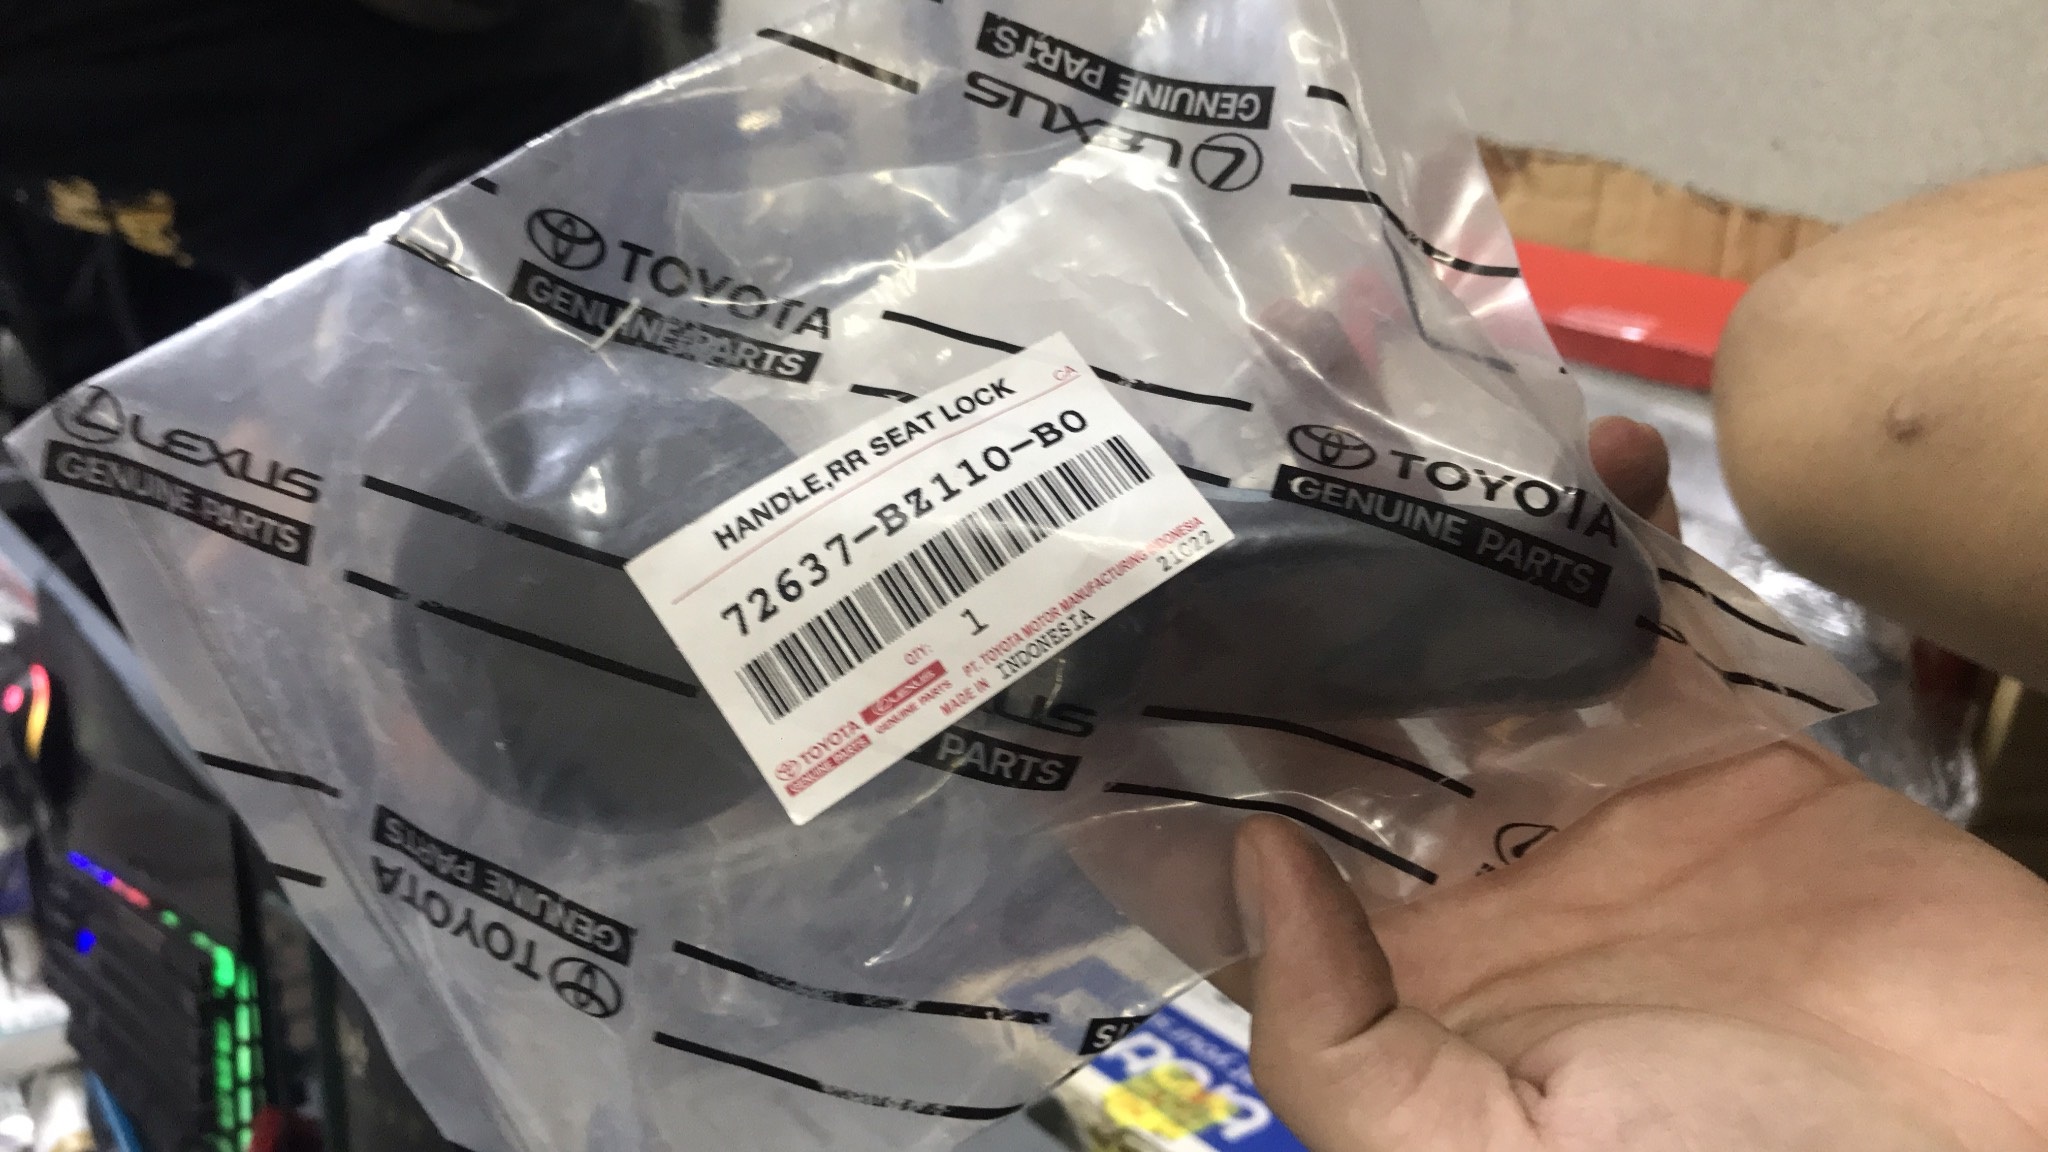 GENUINE PARTS
LEXUS
TOYOTA
GENUINE PARTS
LEXUS
GENUINE PARTS
TOYOTA
GENUINE PARTS
HANDLE,RR SEAT LOCK
CA
72637-BZ110-B0
QTY:
1
PT. TOYOTA MOTOR MANUFACTURING INDONESIA
MADE IN INDONESIA
21C22
TOYOTA
GENUINE PARTS
LEXUS
GENUINE PARTS
PARTS
GENUINE PARTS
TOYOTA